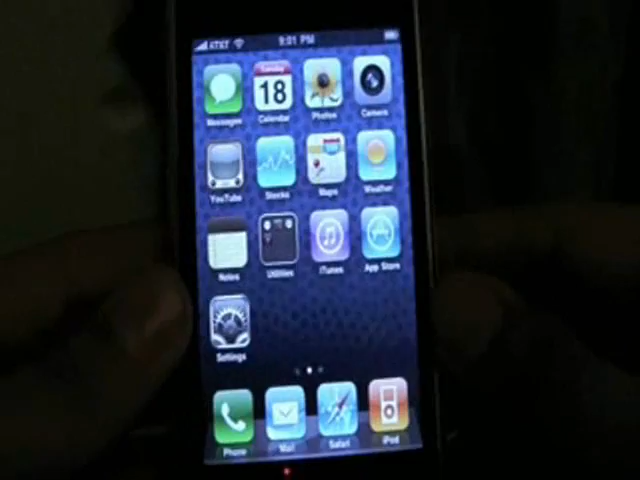 AT&T 9:01 PM
Sunday
18
Messages Calendar Photos Camera
YouTube Stocks Maps Weather
Notes Utilities iTunes App Store
Settings
Phone Mail Safari iPod